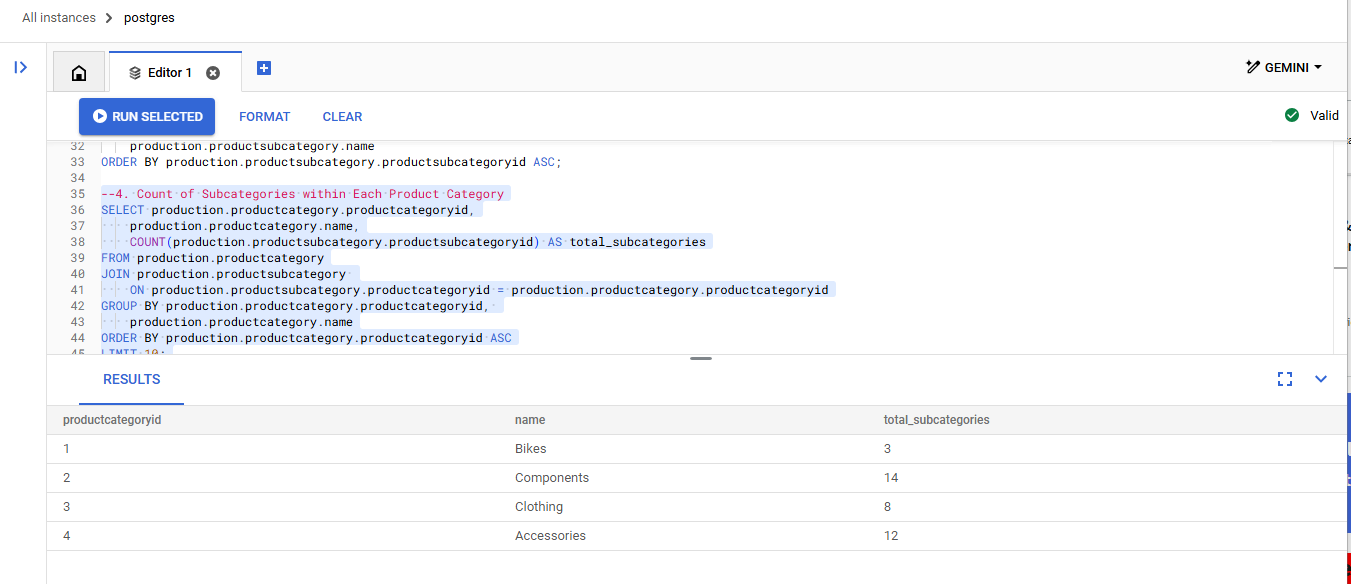 All instances > postgres
Editor 1
GEMINI
RUN SELECTED FORMAT CLEAR Valid
32 production.productsubcategory.name
33 ORDER BY production.productsubcategory.productsubcategoryid ASC;
34
35 --4. Count of Subcategories within Each Product Category
36 SELECT production.productcategory.productcategoryid,
37 production.productcategory.name,
38 COUNT(production.productsubcategory.productsubcategoryid) AS total_subcategories
39 FROM production.productcategory
40 JOIN production.productsubcategory
41 ON production.productsubcategory.productcategoryid = production.productcategory.productcategoryid
42 GROUP BY production.productcategory.productcategoryid,
43 production.productcategory.name
44 ORDER BY production.productcategory.productcategoryid ASC
45 LIMIT 10;
RESULTS
productcategoryid name total_subcategories
1 Bikes 3
2 Components 14
3 Clothing 8
4 Accessories 12